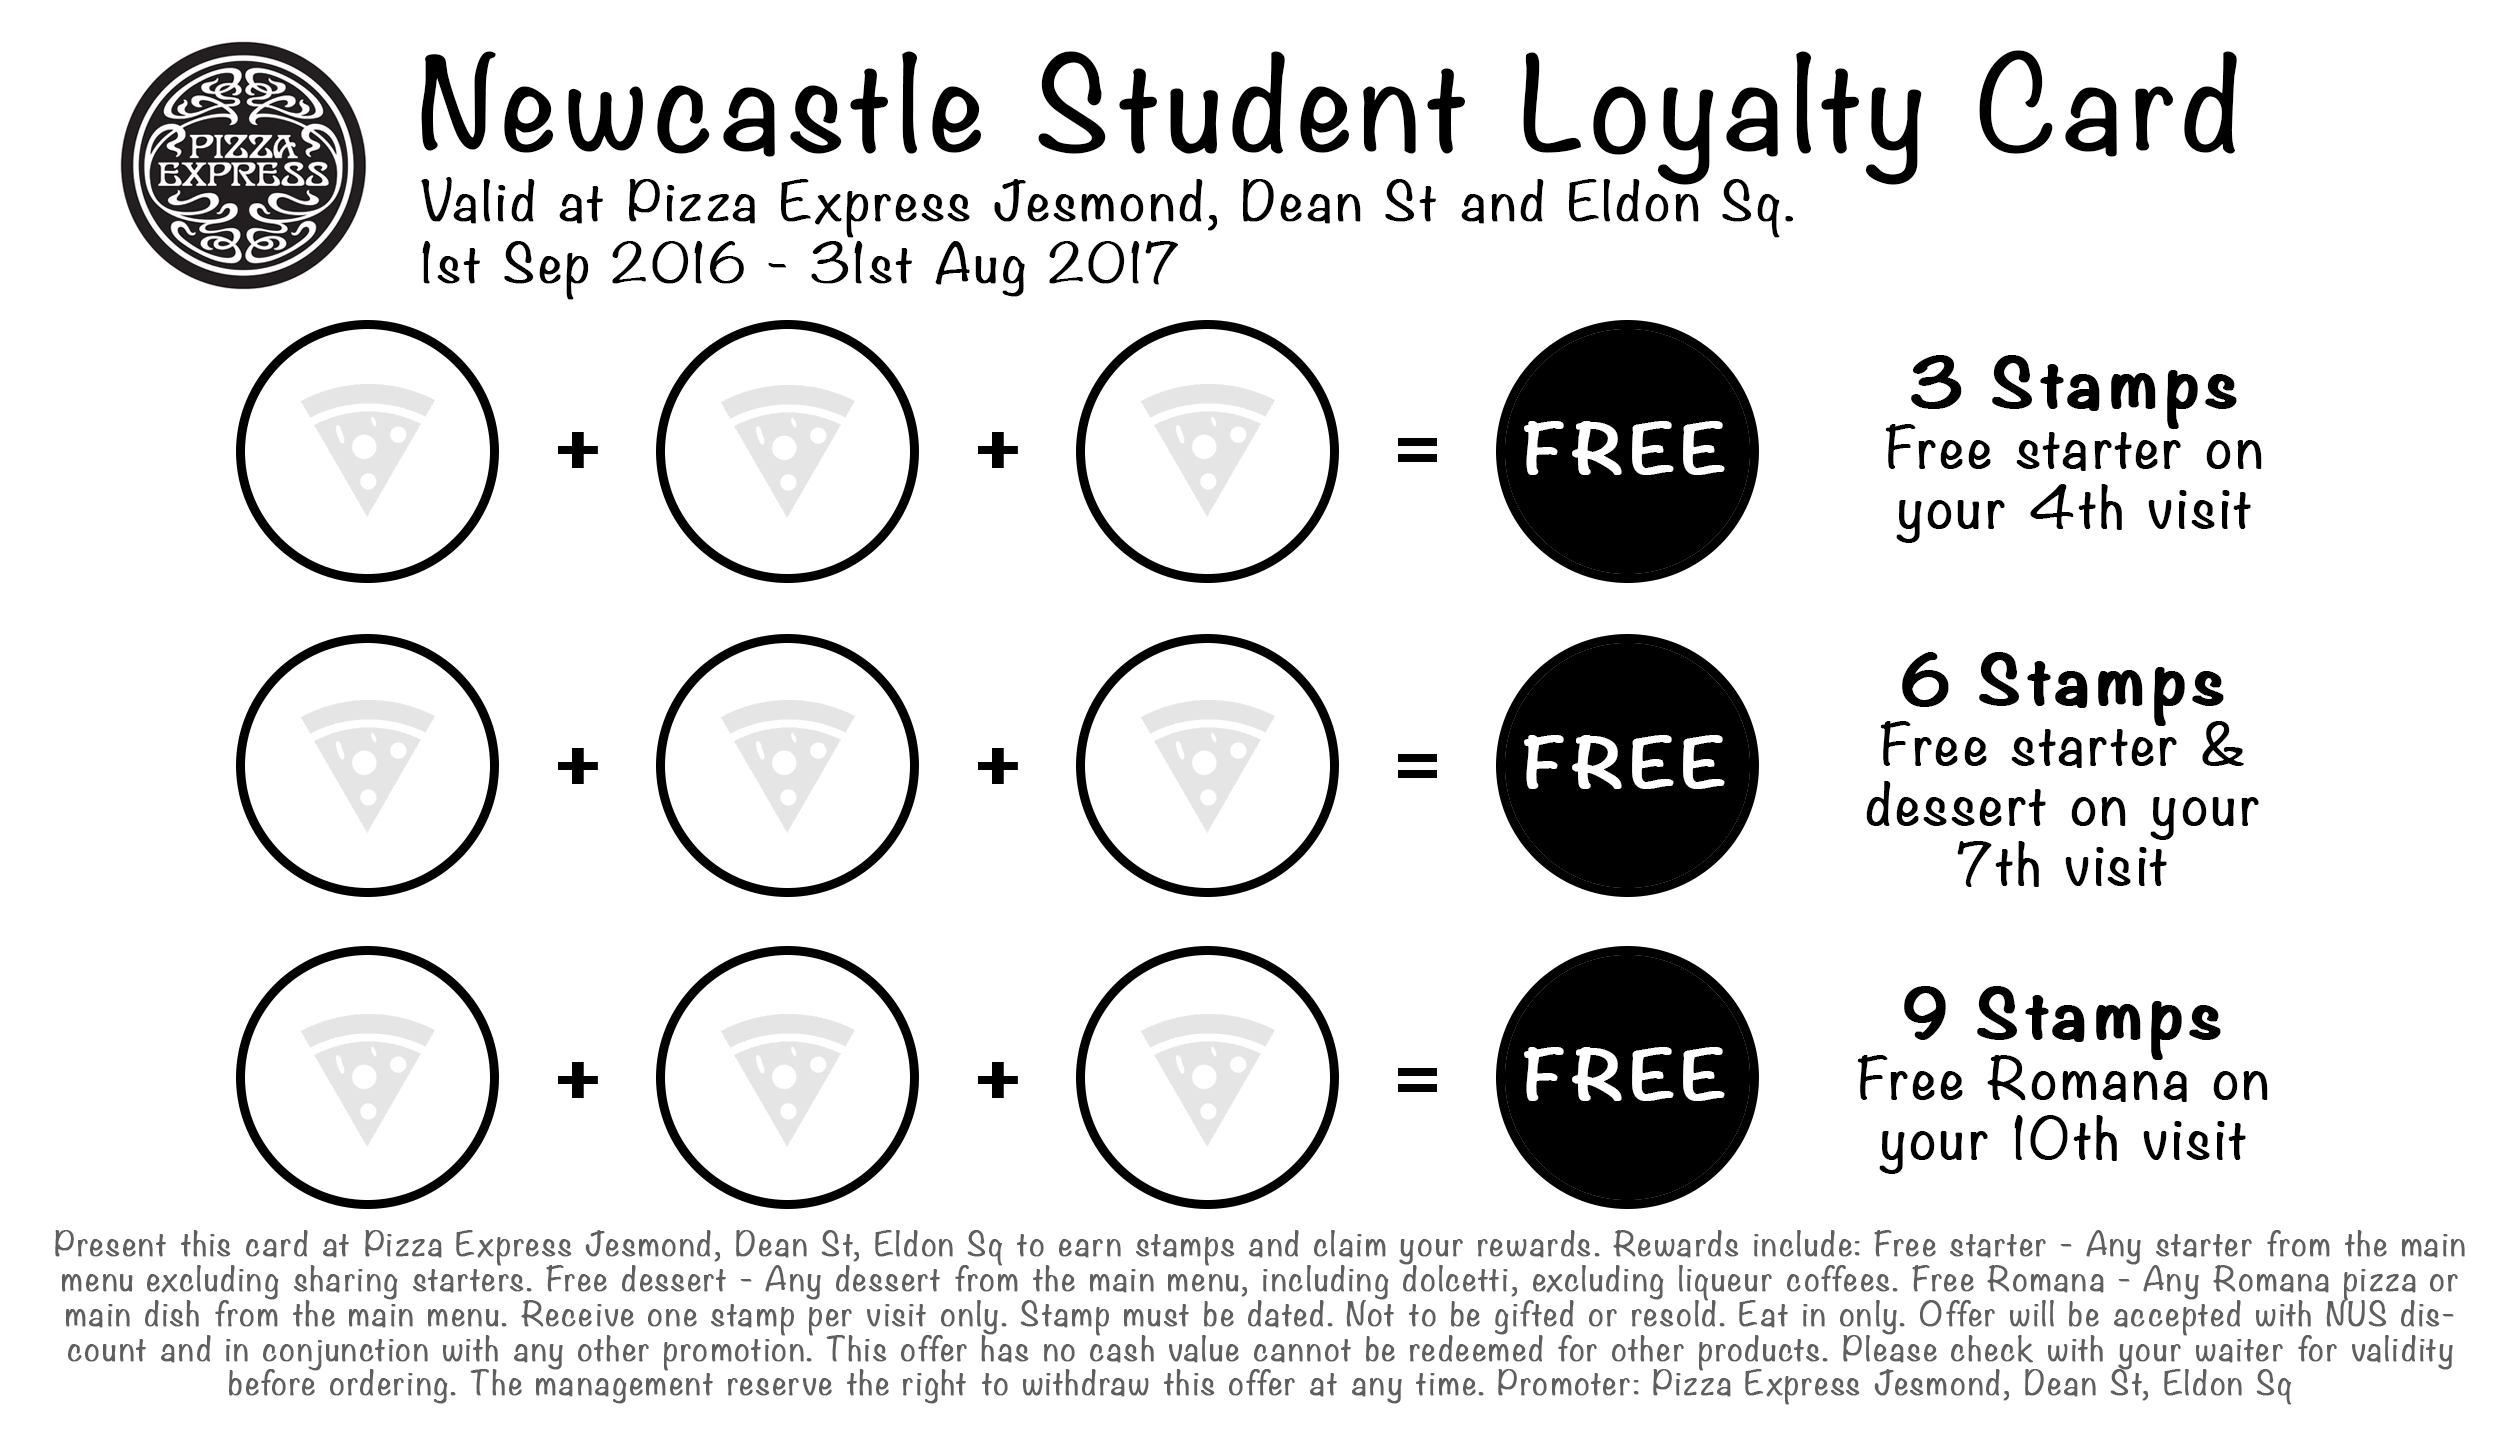 PIZZA
EXPRESS
Newcastle Student Loyalty Card
Valid at Pizza Express Jesmond, Dean St and Eldon Sq.
1st Sep 2016 - 31st Aug 2017
+ + = FREE
3 Stamps
Free starter on
your 4th visit
+ + = FREE
6 Stamps
Free starter &
dessert on your
7th visit
+ + = FREE
9 Stamps
Free Romana on
your 10th visit
Present this card at Pizza Express Jesmond, Dean St, Eldon Sq to earn stamps and claim your rewards. Rewards include: Free starter - Any starter from the main
menu excluding sharing starters. Free dessert - Any dessert from the main menu, including dolcetti, excluding liqueur coffees. Free Romana - Any Romana pizza or
main dish from the main menu. Receive one stamp per visit only. Stamp must be dated. Not to be gifted or resold. Eat in only. Offer will be accepted with NUS dis-
count and in conjunction with any other promotion. This offer has no cash value cannot be redeemed for other products. Please check with your waiter for validity
before ordering. The management reserve the right to withdraw this offer at any time. Promoter: Pizza Express Jesmond, Dean St, Eldon Sq